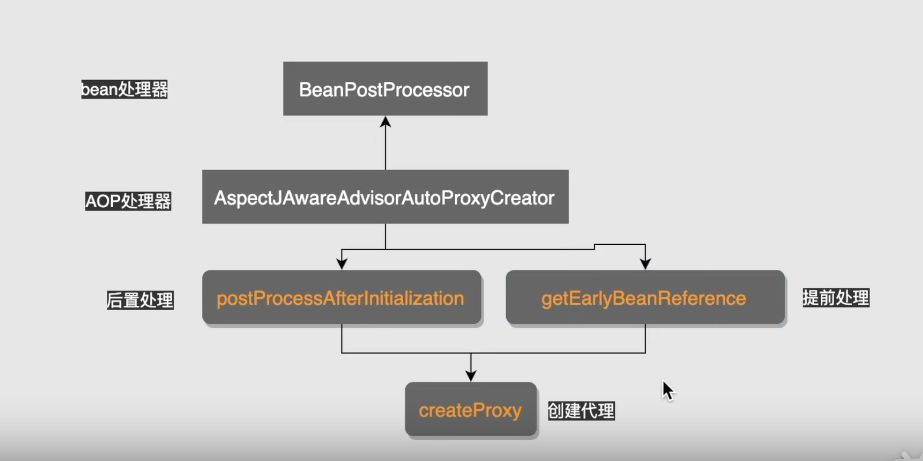 bean处理器
BeanPostProcessor
AOP处理器
AspectJAwareAdvisorAutoProxyCreator
后置处理
postProcessAfterInitialization
getEarlyBeanReference
提前处理
createProxy
创建代理